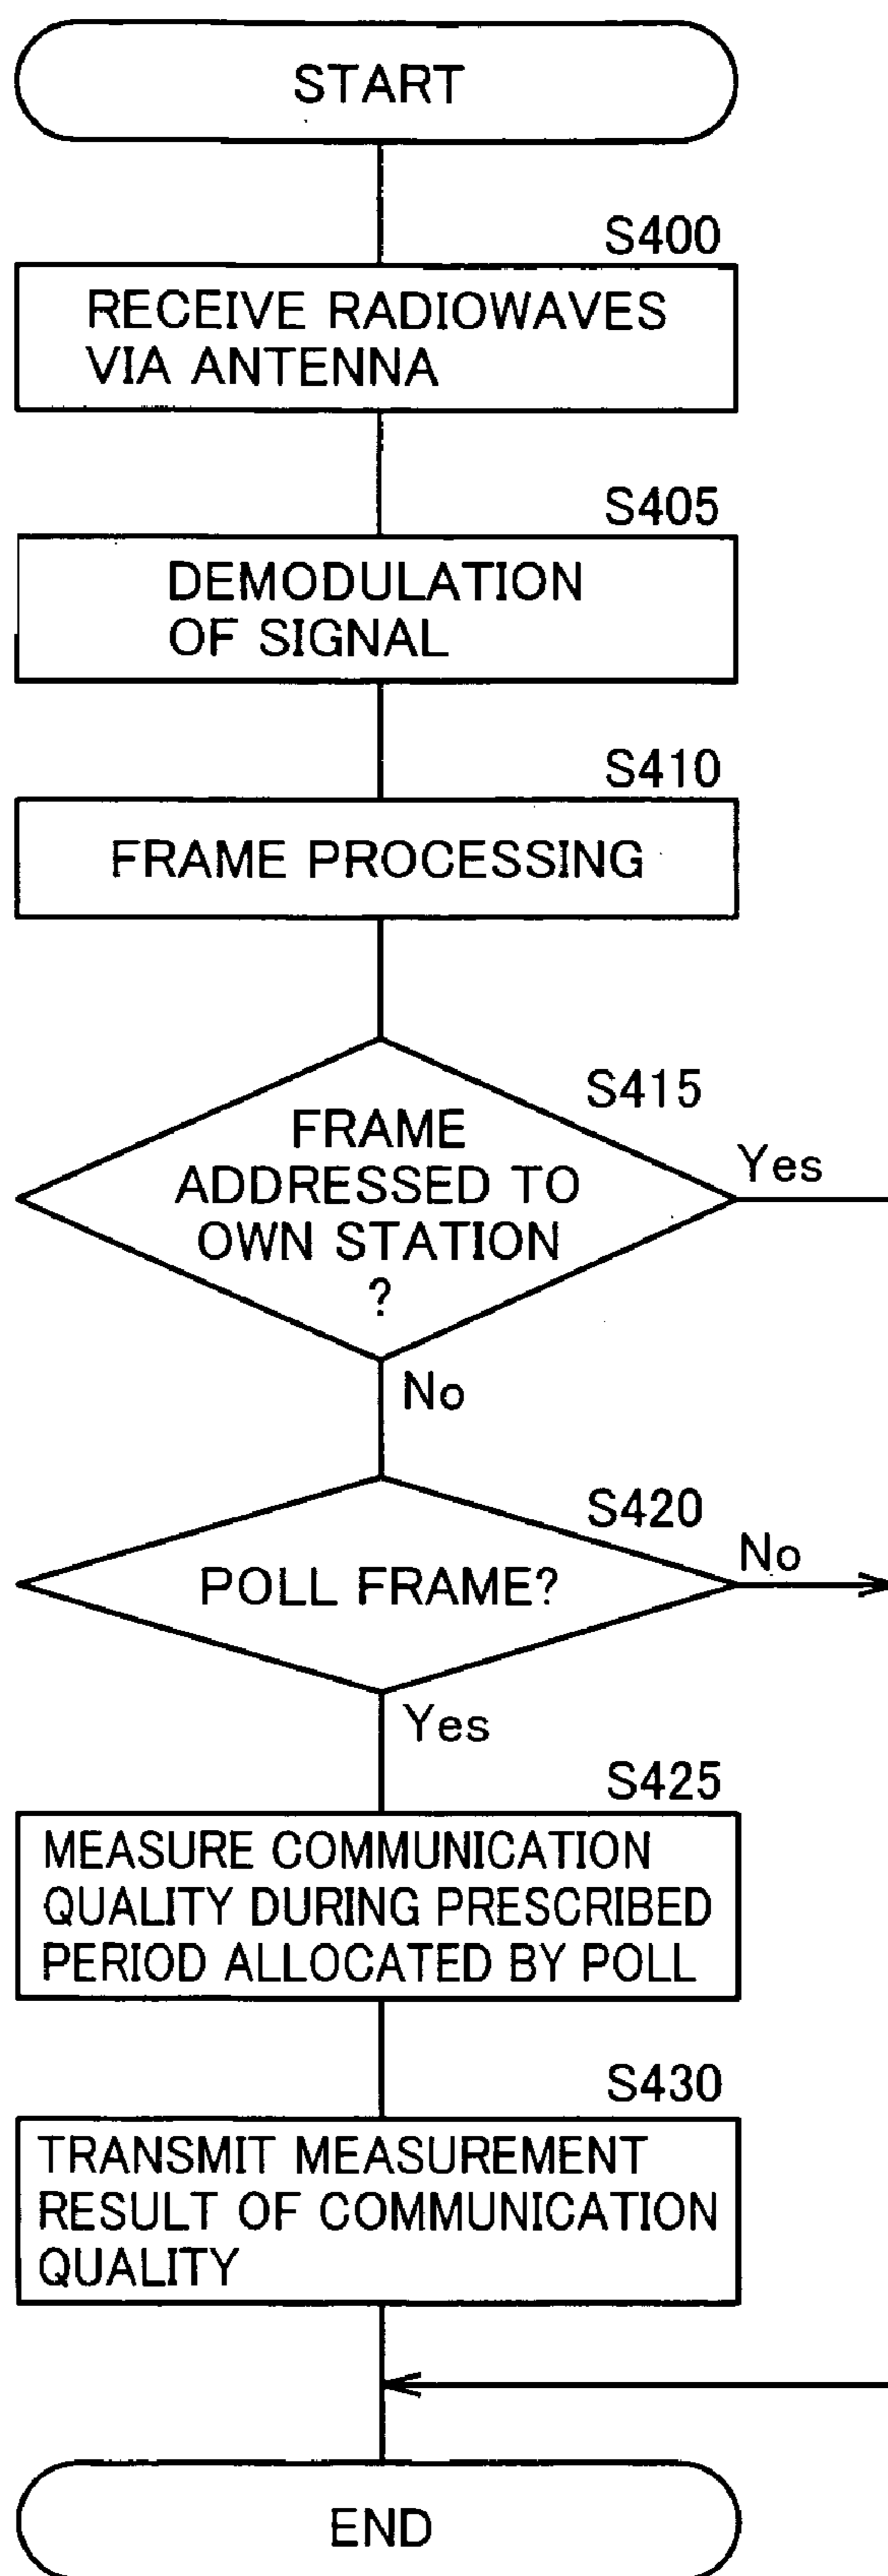 START
S400
RECEIVE RADIOWAVES
VIA ANTENNA
S405
DEMODULATION
OF SIGNAL
S410
FRAME PROCESSING
S415
FRAME
ADDRESSED TO
OWN STATION
?
Yes
No
S420
POLL FRAME?
No
Yes
S425
MEASURE COMMUNICATION
QUALITY DURING PRESCRIBED
PERIOD ALLOCATED BY POLL
S430
TRANSMIT MEASUREMENT
RESULT OF COMMUNICATION
QUALITY
END